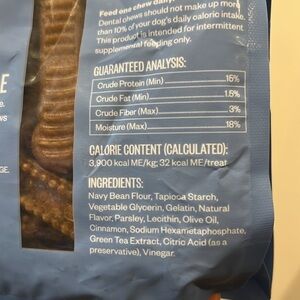 Feed one chew daily.
Dental chews should not make up more
than 10% of your dog's daily caloric intake.
This product is intended for intermittent
supplemental feeding only.
GUARANTEED ANALYSIS:
Crude Protein (Min) 15%
Crude Fat (Min) 1.5%
Crude Fiber (Max) 3%
Moisture (Max) 18%
CALORIE CONTENT (CALCULATED):
3,900 kcal ME/kg; 32 kcal ME/treat
INGREDIENTS:
Navy Bean Flour, Tapioca Starch,
Vegetable Glycerin, Gelatin, Natural
Flavor, Parsley, Lecithin, Olive Oil,
Cinnamon, Sodium Hexametaphosphate,
Green Tea Extract, Citric Acid (as a
preservative), Vinegar.